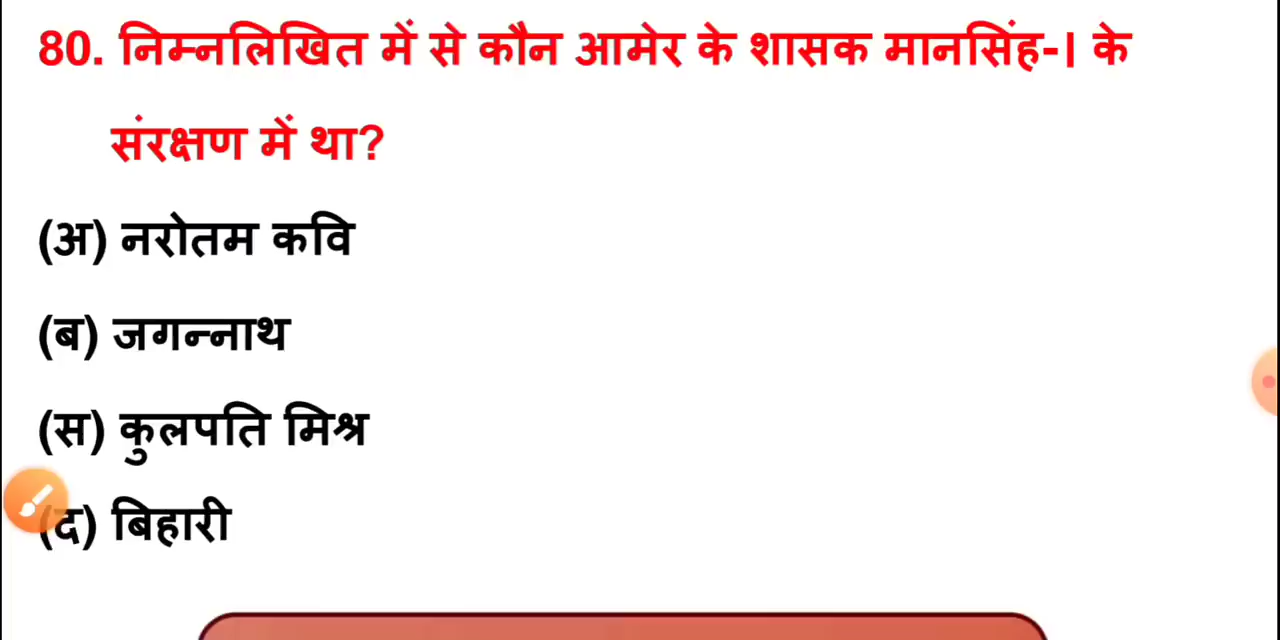 80. निम्नलिखित में से कौन आमेर के शासक मानसिंह-। के
संरक्षण में था?
(अ) नरोतम कवि
(ब) जगन्नाथ
(स) कुलपति मिश्र
(द) बिहारी